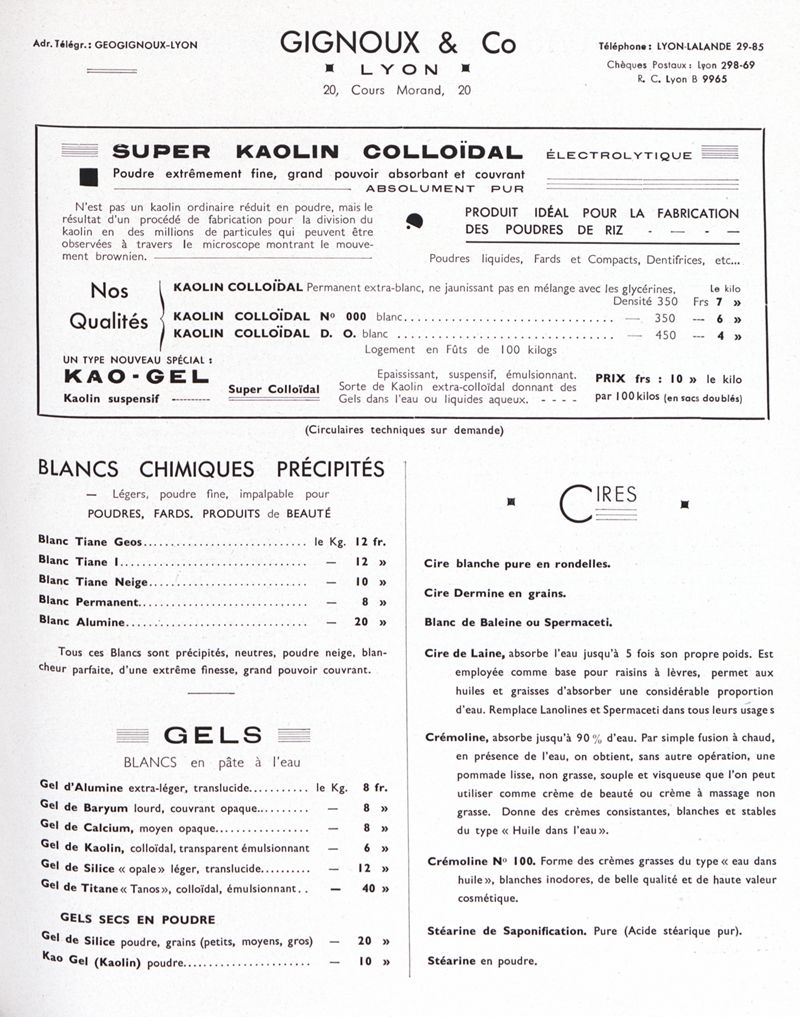 Adr. Télégr.: GEOGIGNOUX-LYON
GIGNOUX & Co
LYON
20, Cours Morand, 20
Téléphone: LYON-LALANDE 29-85
Chèques Postaux: Lyon 298-69
R. C. Lyon B 9965
SUPER KAOLIN COLLOÏDAL ÉLECTROLYTIQUE
Poudre extrêmement fine, grand pouvoir absorbant et couvrant
ABSOLUMENT PUR
N'est pas un kaolin ordinaire réduit en poudre, mais le
résultat d'un procédé de fabrication pour la division du
kaolin en des millions de particules qui peuvent être
observées à travers le microscope montrant le mouve-
ment brownien.
PRODUIT IDÉAL POUR LA FABRICATION
DES POUDRES DE RIZ - — - —
Poudres liquides, Fards et Compacts, Dentifrices, etc...
Nos
Qualités
KAOLIN COLLOÏDAL Permanent extra-blanc, ne jaunissant pas en mélange avec les glycérines, Le kilo
Densité 350 Frs 7 »
KAOLIN COLLOÏDAL No 000 blanc............................. — 350 — 6 »
KAOLIN COLLOÏDAL D. O. blanc ............................. — 450 — 4 »
Logement en Fûts de 100 kilogs
UN TYPE NOUVEAU SPÉCIAL :
KAO-GEL
Kaolin suspensif ---------
Super Colloïdal
Epaississant, suspensif, émulsionnant.
Sorte de Kaolin extra-colloïdal donnant des
Gels dans l'eau ou liquides aqueux. - - - -
PRIX frs : 10 » le kilo
par 100 kilos (en sacs doublés)
(Circulaires techniques sur demande)
BLANCS CHIMIQUES PRÉCIPITÉS
— Légers, poudre fine, impalpable pour
POUDRES, FARDS. PRODUITS de BEAUTÉ
Blanc Tiane Geos............................ le Kg. 12 fr.
Blanc Tiane I................................ — 12 »
Blanc Tiane Neige........................... — 10 »
Blanc Permanent............................. — 8 »
Blanc Alumine............................... — 20 »
Tous ces Blancs sont précipités, neutres, poudre neige, blan-
cheur parfaite, d'une extrême finesse, grand pouvoir couvrant.
GELS
BLANCS en pâte à l'eau
Gel d'Alumine extra-léger, translucide........... le Kg. 8 fr.
Gel de Baryum lourd, couvrant opaque......... — 8 »
Gel de Calcium, moyen opaque................ — 8 »
Gel de Kaolin, colloïdal, transparent émulsionnant — 6 »
Gel de Silice « opale » léger, translucide......... — 12 »
Gel de Titane « Tanos », colloïdal, émulsionnant.. — 40 »
GELS SECS EN POUDRE
Gel de Silice poudre, grains (petits, moyens, gros) — 20 »
Kao Gel (Kaolin) poudre...................... — 10 »
CIRES
Cire blanche pure en rondelles.
Cire Dermine en grains.
Blanc de Baleine ou Spermaceti.
Cire de Laine, absorbe l'eau jusqu'à 5 fois son propre poids. Est
employée comme base pour raisins à lèvres, permet aux
huiles et graisses d'absorber une considérable proportion
d'eau. Remplace Lanolines et Spermaceti dans tous leurs usages
Crémoline, absorbe jusqu'à 90 % d'eau. Par simple fusion à chaud,
en présence de l'eau, on obtient, sans autre opération, une
pommade lisse, non grasse, souple et visqueuse que l'on peut
utiliser comme crème de beauté ou crème à massage non
grasse. Donne des crèmes consistantes, blanches et stables
du type « Huile dans l'eau ».
Crémoline No 100. Forme des crèmes grasses du type « eau dans
huile », blanches inodores, de belle qualité et de haute valeur
cosmétique.
Stéarine de Saponification. Pure (Acide stéarique pur).
Stéarine en poudre.